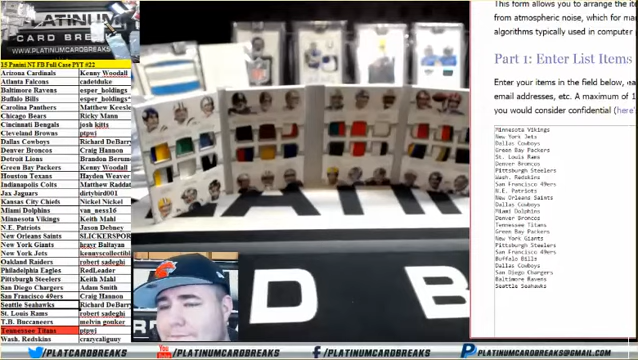 PLATINUM
CARD BREAKS
WWW.PLATINUMCARDBREAKS.COM
15 Panini NT FB Full Case PYT #22
Arizona Cardinals Kenny Woodall
Atlanta Falcons cadetduke
Baltimore Ravens esper_holdings
Buffalo Bills esper_holdings*
Carolina Panthers Matthew Keesle
Chicago Bears Ricky Mann
Cincinnati Bengals josh kitts
Cleveland Browns ptpwj
Dallas Cowboys Richard DeBarr
Denver Broncos Craig Hannon
Detroit Lions Brandon Berum
Green Bay Packers Kenny Woodall
Houston Texans Hayden Weaver
Indianapolis Colts Matthew Raddat
Jax Jaguars dirtybird001
Kansas City Chiefs Nickel Nickel
Miami Dolphins van_ness16
Minnesota Vikings Keith Mahl
N.E. Patriots Jason Debney
New Orleans Saints SLICKERSPOR
New York Giants hrayr Baltayan
New York Jets kennyscollectibl
Oakland Raiders robert sadeghi
Philadelphia Eagles RedLeader
Pittsburgh Steelers Keith Mahl
San Diego Chargers Adam Smith
San Francisco 49ers Craig Hannon
Seattle Seahawks Richard DeBarr
St. Louis Rams robert sadeghi
T.B. Buccaneers melvin gouker
Tennessee Titans ptpwj
Wash. Redskins crazycaliguy
D B
This form allows you to arrange the ite
from atmospheric noise, which for ma
algorithms typically used in computer
Part 1: Enter List Items
Enter your items in the field below,
email addresses, etc. A maximum of 1
you would consider confidential (here'
Minnesota Vikings
New York Jets
Dallas Cowboys
Green Bay Packers
St. Louis Rams
Denver Broncos
Pittsburgh Steelers
Wash. Redskins
San Francisco 49ers
N.E. Patriots
New Orleans Saints
Dallas Cowboys
Miami Dolphins
Denver Broncos
Tennessee Titans
Green Bay Packers
New York Giants
Pittsburgh Steelers
San Francisco 49ers
Buffalo Bills
Dallas Cowboys
San Diego Chargers
Baltimore Ravens
Seattle Seahawks
/PLATCARDBREAKS
/PLATINUMCARDBREAKS
/PLATINUMCARDBREAKS
PLATINUMCARDBREAKS@GMAIL.COM